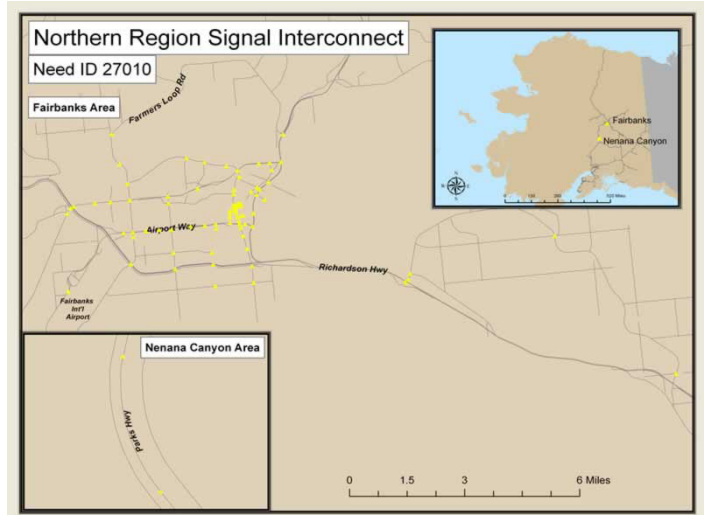 Northern Region Signal Interconnect
Need ID 27010
Fairbanks Area
Farmers Loop Rd
Fairbanks
Nenana Canyon
Airport Way
Richardson Hwy
Fairbanks
Int'l
Airport
Nenana Canyon Area
Parks Hwy
0 1.5 3 6 Miles